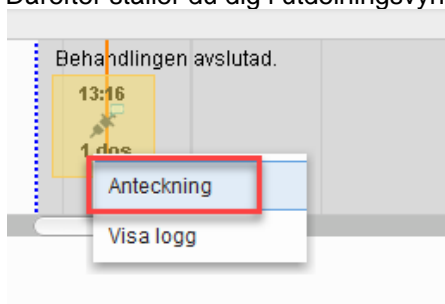 Därefter ställer du dig i utdelningsvyn
Behandlingen avslutad.
13:16
1 dos
Anteckning
Visa logg